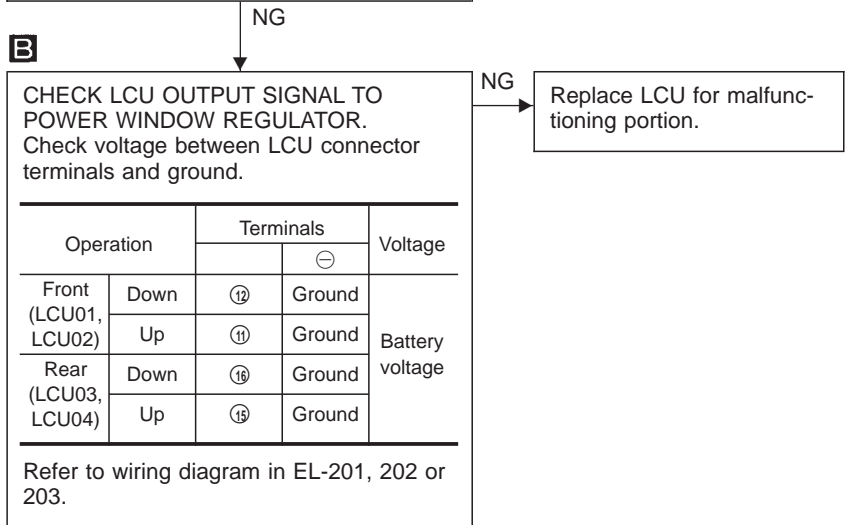 NG
B
CHECK LCU OUTPUT SIGNAL TO
POWER WINDOW REGULATOR.
Check voltage between LCU connector
terminals and ground.
NG
Replace LCU for malfunc-
tioning portion.
Operation Terminals Voltage
⊖
Front (LCU01, LCU02) Down ⑫ Ground Battery voltage
Up ⑪ Ground
Rear (LCU03, LCU04) Down ⑯ Ground
Up ⑮ Ground
Refer to wiring diagram in EL-201, 202 or
203.